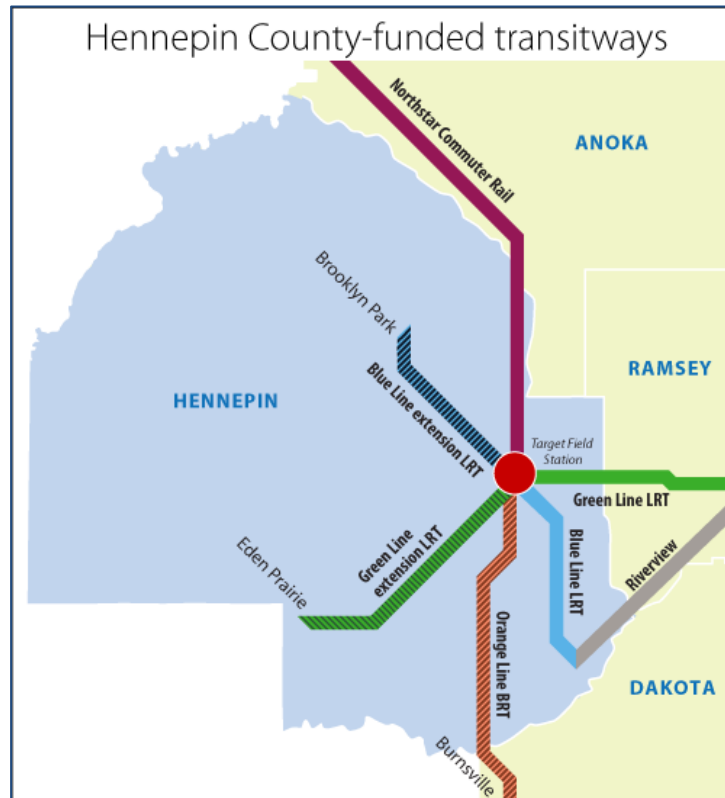 Hennepin County-funded transitways
Northstar Commuter Rail
ANOKA
Brooklyn Park
RAMSEY
HENNEPIN
Blue Line extension LRT
Target Field
Station
Green Line LRT
Green Line
extension LRT
Eden Prairie
Blue Line LRT
Riverview
Orange Line BRT
DAKOTA
Burnsville